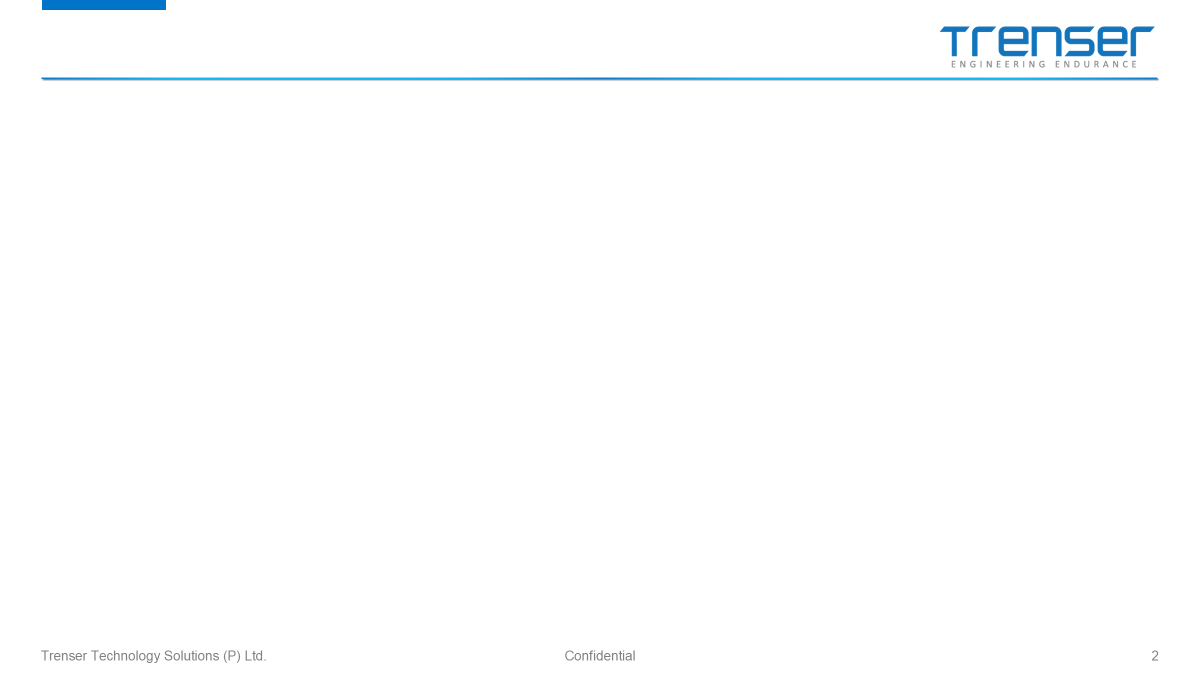 Trenser
ENGINEERING ENDURANCE
Trenser Technology Solutions (P) Ltd.
Confidential
2